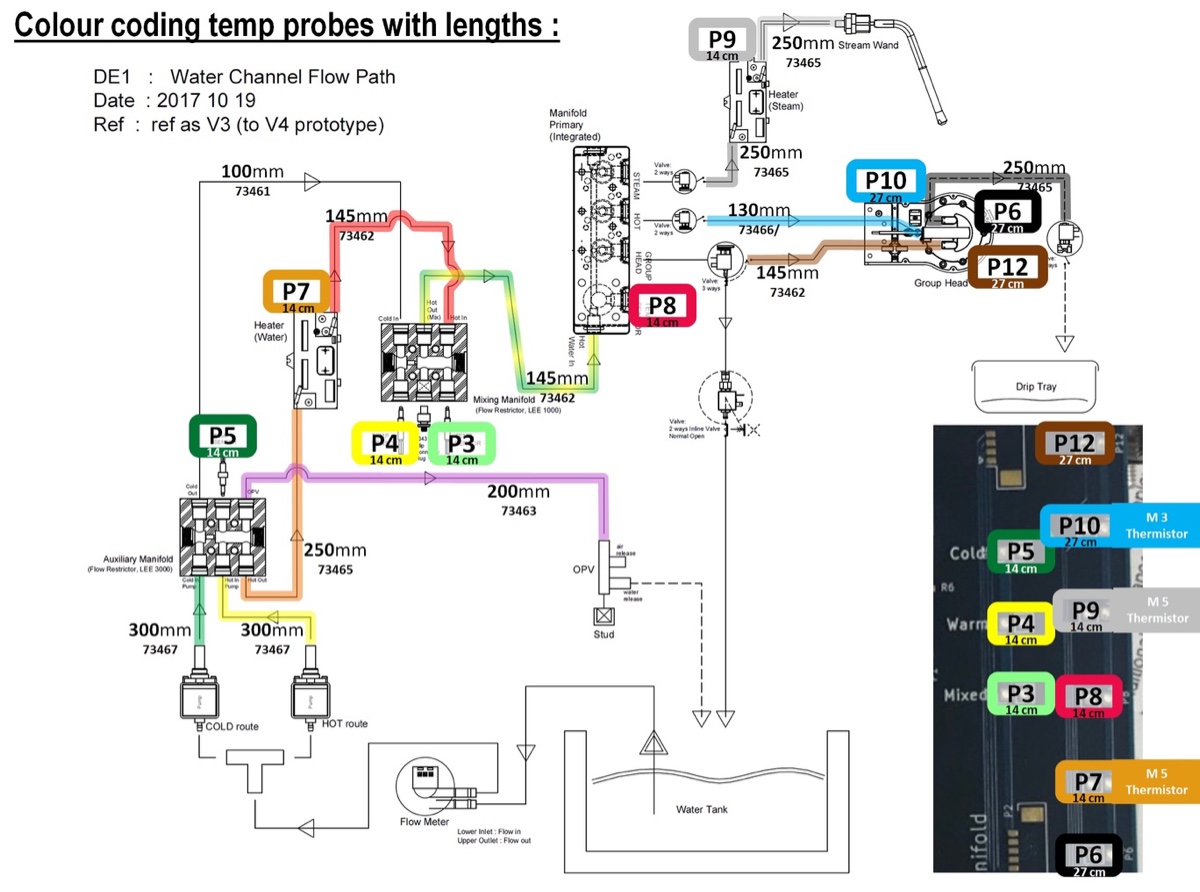 Colour coding temp probes with lengths :
DE1 : Water Channel Flow Path
Date : 2017 10 19
Ref : ref as V3 (to V4 prototype)
P9
14 cm
250mm
73465
Stream Wand
Heater
(Steam)
Manifold
Primary
(Integrated)
250mm
73465
Valve:
2 ways
STEAM
100mm
73461
P10
27 cm
250mm
73465
P6
27 cm
145mm
73462
HOT
Valve:
2 ways
130mm
73466/
GROUP
HEAD
145mm
73462
Valve:
3 ways
P12
27 cm
Group Head
P7
14 cm
Heater
(Water)
P8
14 cm
Cold In
Hot
Out
(Mix)
Hot In
Hot
Water In
145mm
73462
Mixing Manifold
(Flow Restrictor, LEE 1000)
Drip Tray
P5
14 cm
P4
14 cm
P3
14 cm
Valve:
2 ways Inline Valve
Normal Open
Cold
Out
OPV
200mm
73463
250mm
73465
Auxiliary Manifold
(Flow Restrictor, LEE 3000)
Cold In
Pump
Hot In
Pump
Hot Out
OPV
air
release
water
release
Stud
300mm
73467
300mm
73467
Pump
Pump
COLD route
HOT route
Flow Meter
Lower Inlet : Flow in
Upper Outlet : Flow out
Water Tank
P12
27 cm
P12
P10
27 cm
M 3
Thermistor
Cold
P5
14 cm
R6
P9
14 cm
M 5
Thermistor
Warm
P4
14 cm
Mixed
P3
14 cm
P8
14 cm
P8
P7
14 cm
M 5
Thermistor
P2
nifold
P6
27 cm
P6